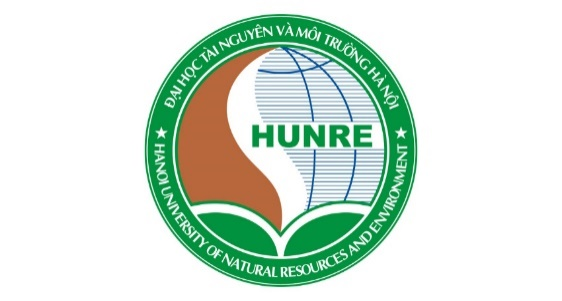 ĐẠI HỌC TÀI NGUYÊN VÀ MÔI TRƯỜNG HÀ NỘI
HUNRE
HANOI UNIVERSITY OF NATURAL RESOURCES AND ENVIRONMENT